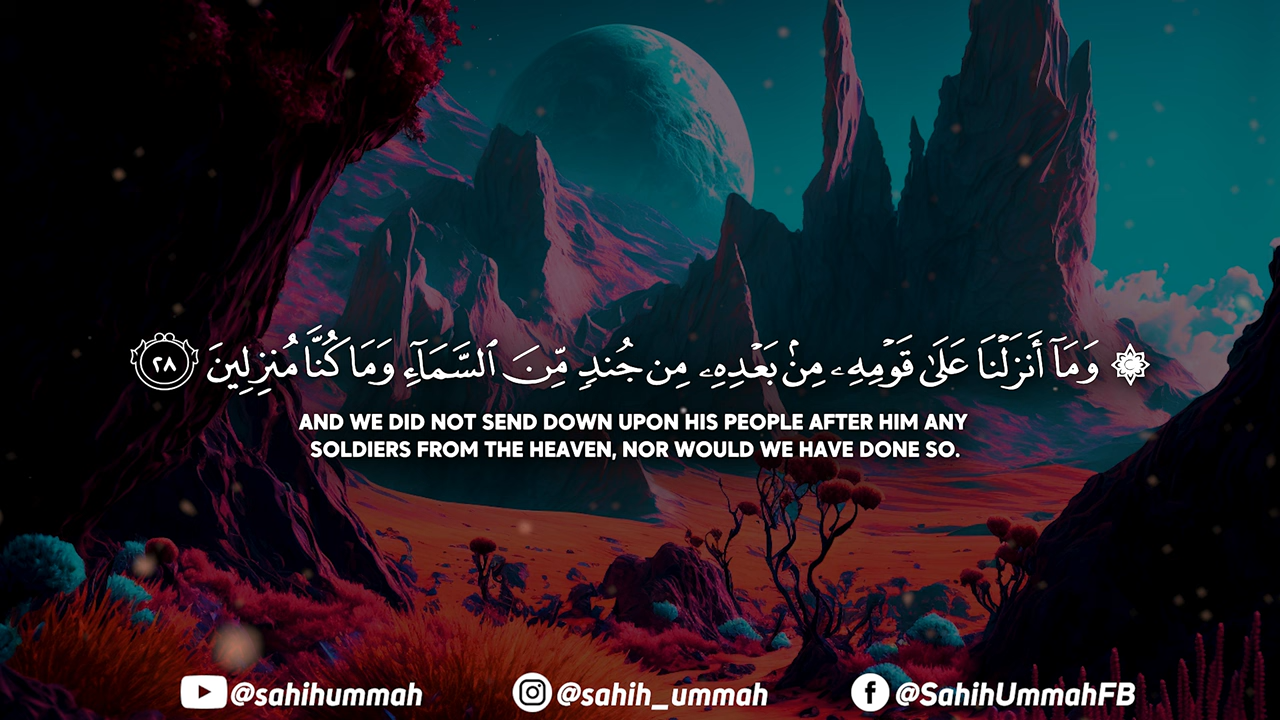 ۞ وَمَآ أَنزَلْنَا عَلَىٰ قَوْمِهِۦ مِنۢ بَعْدِهِۦ مِن جُندٍ مِّنَ ٱلسَّمَآءِ وَمَا كُنَّا مُنزِلِينَ ٢٨
AND WE DID NOT SEND DOWN UPON HIS PEOPLE AFTER HIM ANY
SOLDIERS FROM THE HEAVEN, NOR WOULD WE HAVE DONE SO.
@sahihummah @sahih_ummah @SahihUmmahFB